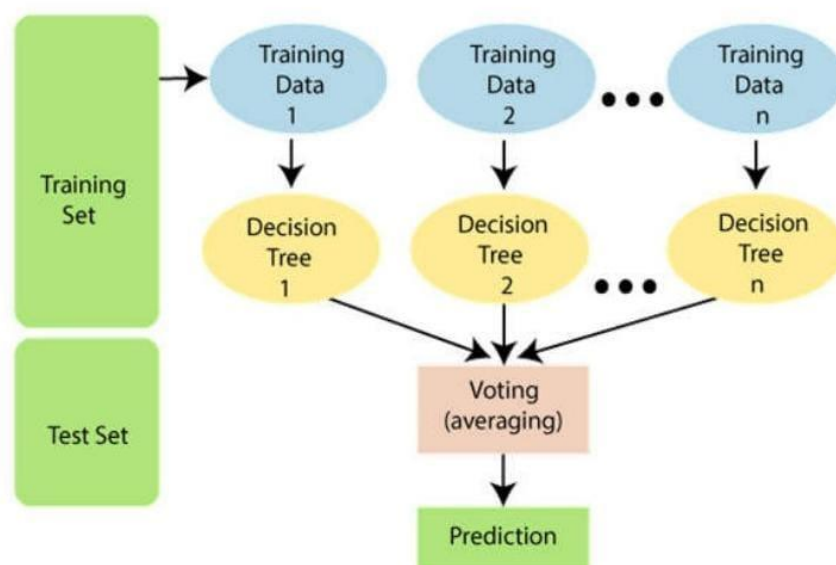 Training
Set
Test Set
Training
Data
1
Training
Data
2
Training
Data
n
Decision
Tree
1
Decision
Tree
2
Decision
Tree
n
Voting
(averaging)
Prediction